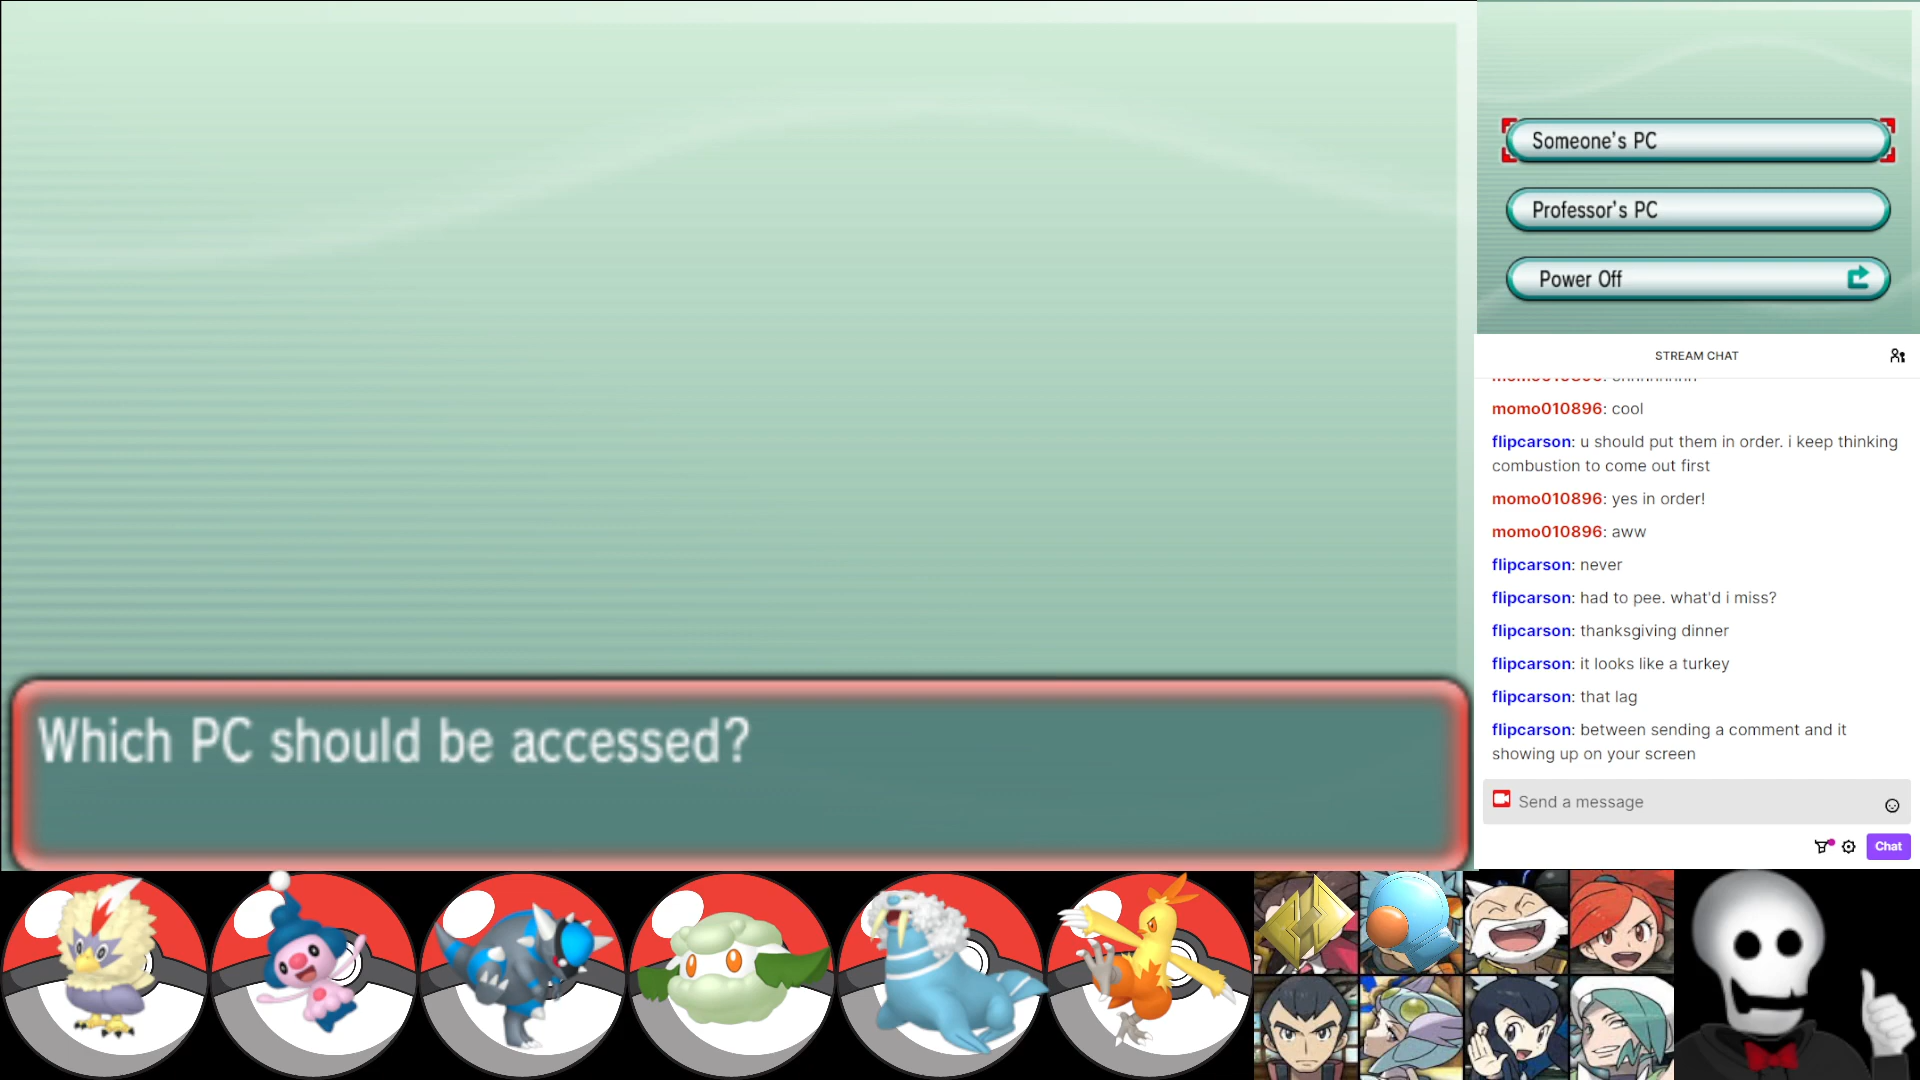 Someone's PC
Professor's PC
Power Off
Which PC should be accessed?
STREAM CHAT
momo010896: cool
flipcarson: u should put them in order. i keep thinking
combustion to come out first
momo010896: yes in order!
momo010896: aww
flipcarson: never
flipcarson: had to pee. what'd i miss?
flipcarson: thanksgiving dinner
flipcarson: it looks like a turkey
flipcarson: that lag
flipcarson: between sending a comment and it
showing up on your screen
Send a message
Chat